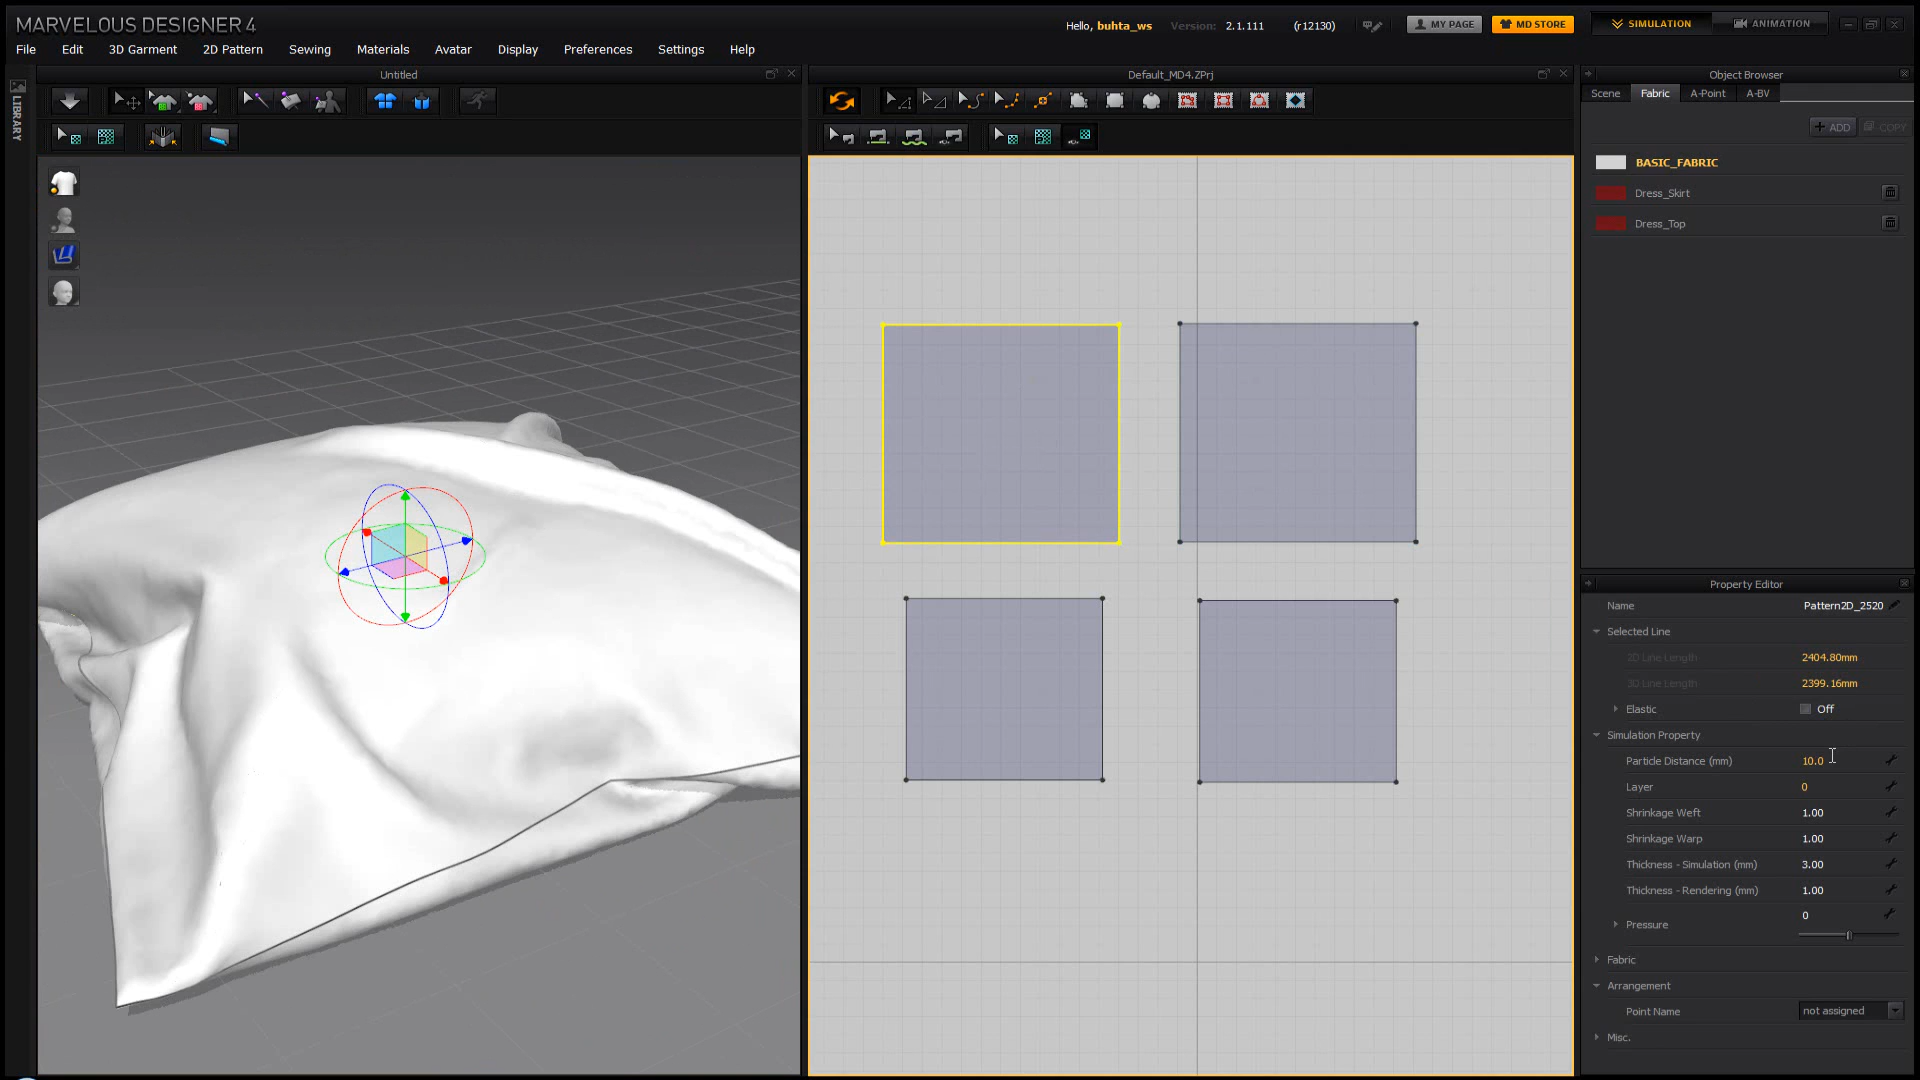 MARVELOUS DESIGNER 4
Hello, buhta_ws Version: 2.1.111 (r12130) MY PAGE MD STORE SIMULATION ANIMATION
File Edit 3D Garment 2D Pattern Sewing Materials Avatar Display Preferences Settings Help
Untitled
Default_MD4.ZPrj
Object Browser
LIBRARY
Scene Fabric A-Point A-BV
+ ADD COPY
BASIC_FABRIC
Dress_Skirt
Dress_Top
Property Editor
Name Pattern2D_2520
Selected Line
2D Line Length 2404.80mm
3D Line Length 2399.16mm
Elastic Off
Simulation Property
Particle Distance (mm) 10.0
Layer 0
Shrinkage Weft 1.00
Shrinkage Warp 1.00
Thickness - Simulation (mm) 3.00
Thickness - Rendering (mm) 1.00
Pressure 0
Fabric
Arrangement
Point Name not assigned
Misc.